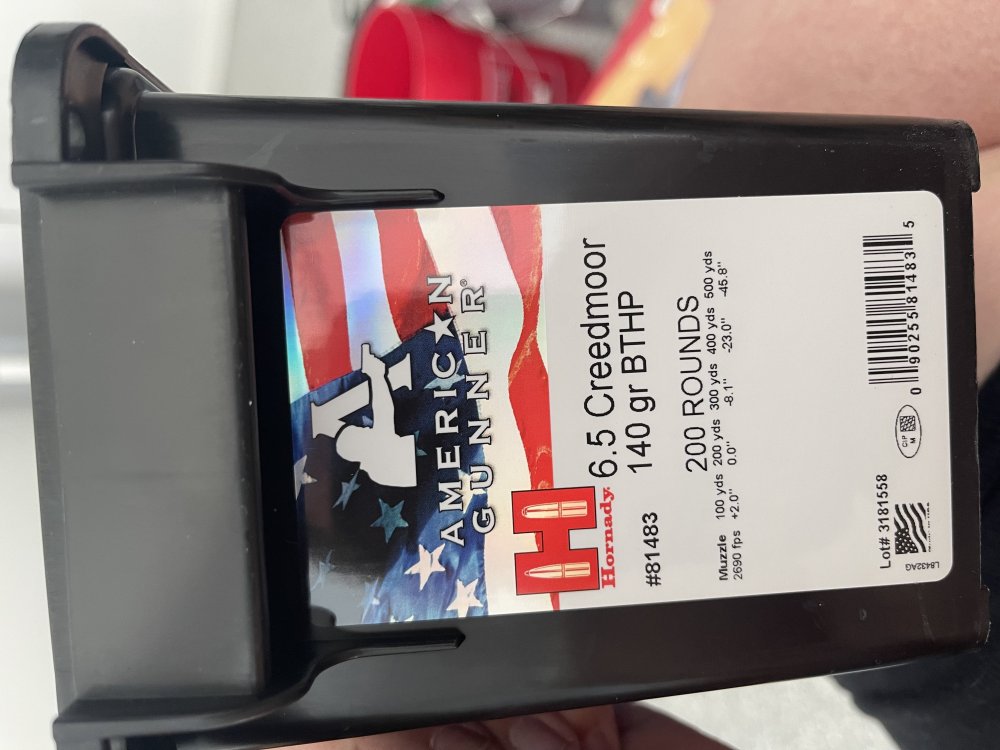 AMERICAN
GUNNER®
Hornady
6.5 Creedmoor
140 gr BTHP
#81483
200 ROUNDS
Muzzle 100 yds 200 yds 300 yds 400 yds 500 yds
2690 fps +2.0" 0.0" -8.1" -23.0" -45.8"
Lot# 3181558
CIP
M
0 90255 81483 5
L8432AG